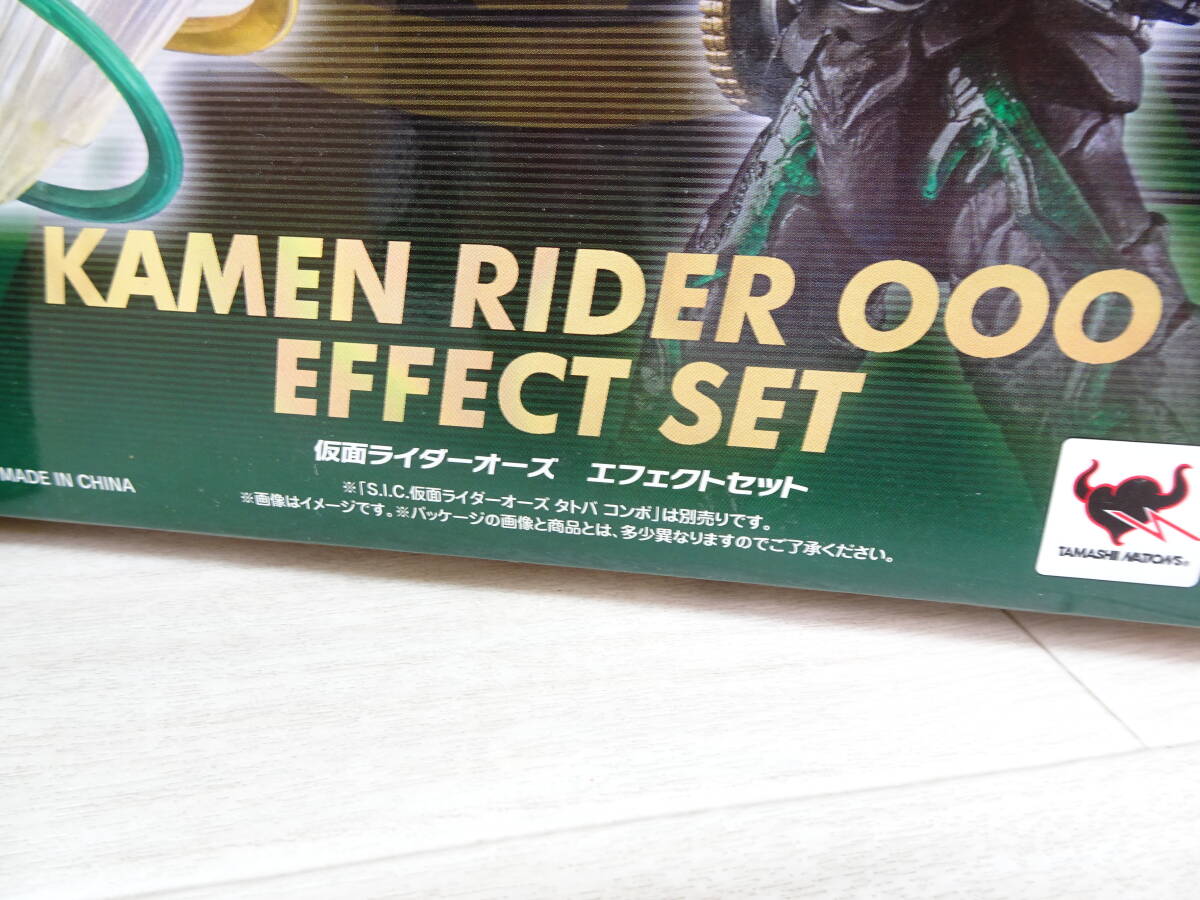 KAMEN RIDER OOO
EFFECT SET
仮面ライダーオーズ　エフェクトセット
MADE IN CHINA
※「S.I.C.仮面ライダーオーズ タトバ コンボ」は別売りです。
※画像はイメージです。※パッケージの画像と商品とは、多少異なりますのでご了承ください。
TAMASHII NATIONS®